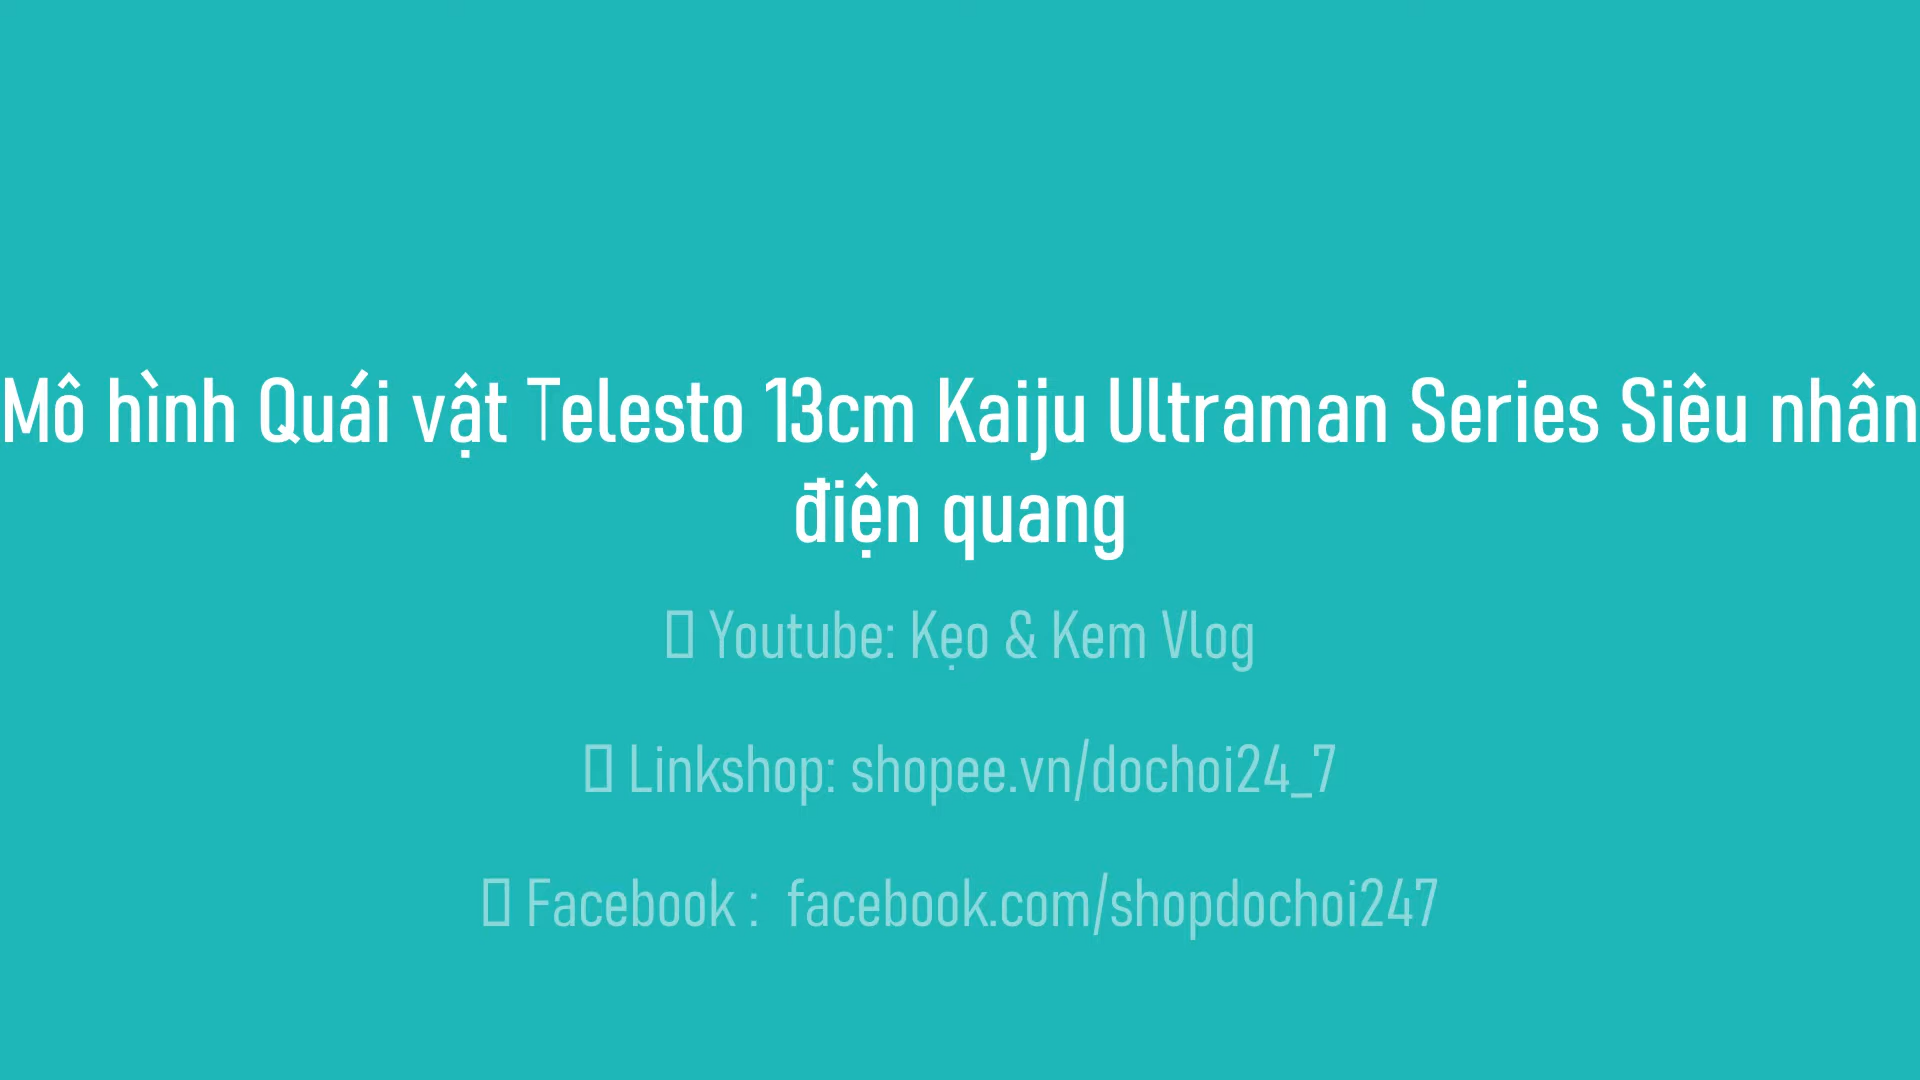 Mô hình Quái vật Telesto 13cm Kaiju Ultraman Series Siêu nhân
điện quang
Youtube: Kẹo & Kem Vlog
Linkshop: shopee.vn/dochoi24_7
Facebook : facebook.com/shopdochoi247